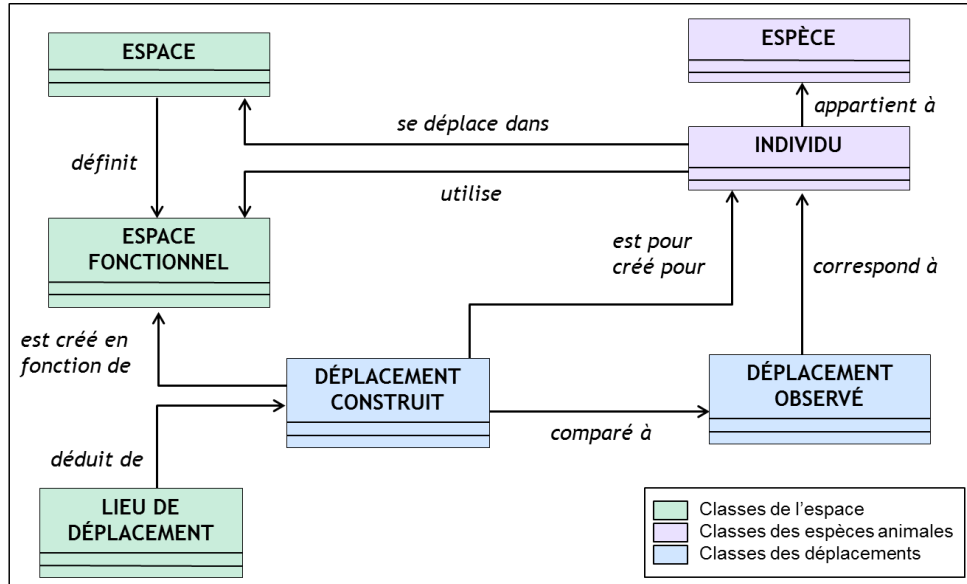 ESPACE
ESPÈCE
appartient à
se déplace dans
INDIVIDU
définit
utilise
ESPACE
FONCTIONNEL
est pour
créé pour
correspond à
est créé en
fonction de
DÉPLACEMENT
CONSTRUIT
DÉPLACEMENT
OBSERVÉ
comparé à
déduit de
LIEU DE
DÉPLACEMENT
Classes de l'espace
Classes des espèces animales
Classes des déplacements